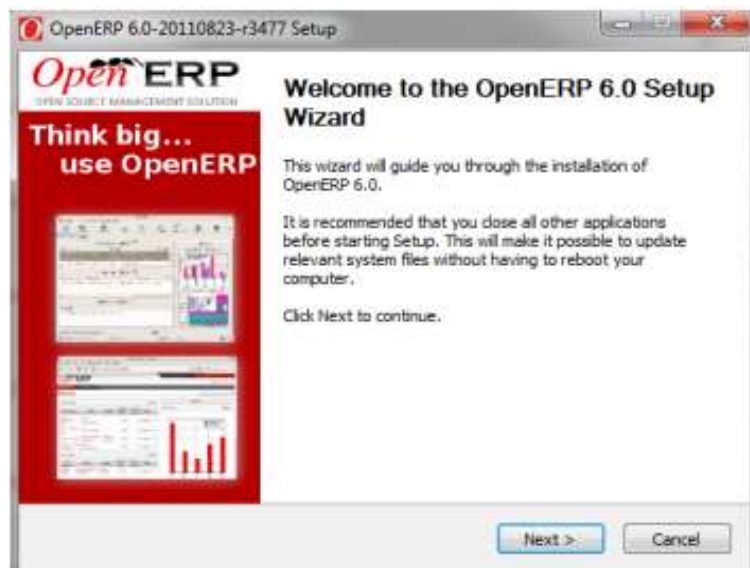 OpenERP 6.0-20110823-r3477 Setup
Open ERP
OPEN SOURCE MANAGEMENT SOLUTION
Think big...
use OpenERP
Welcome to the OpenERP 6.0 Setup
Wizard
This wizard will guide you through the installation of
OpenERP 6.0.
It is recommended that you close all other applications
before starting Setup. This will make it possible to update
relevant system files without having to reboot your
computer.
Click Next to continue.
Next >
Cancel